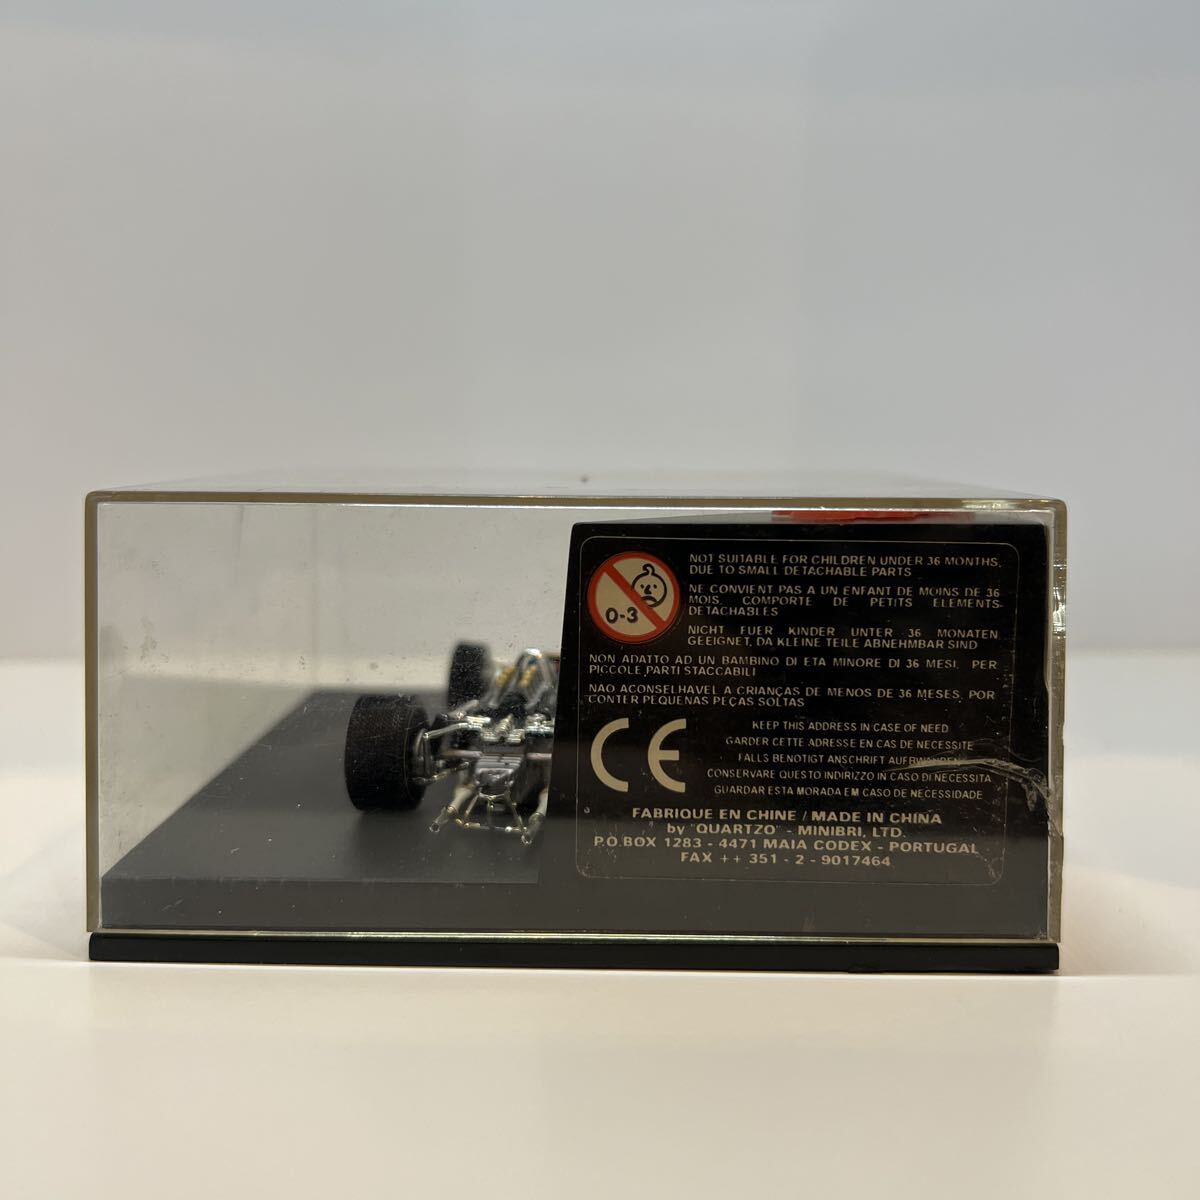 NOT SUITABLE FOR CHILDREN UNDER 36 MONTHS,
DUE TO SMALL DETACHABLE PARTS
NE CONVIENT PAS A UN ENFANT DE MOINS DE 36
MOIS. COMPORTE DE PETITS ELEMENTS
DETACHABLES
0-3
NICHT FUER KINDER UNTER 36 MONATEN
GEEIGNET, DA KLEINE TEILE ABNEHMBAR SIND
NON ADATTO AD UN BAMBINO DI ETA MINORE DI 36 MESI. PER
PICCOLE PARTI STACCABILI
NAO ACONSELHAVEL A CRIANÇAS DE MENOS DE 36 MESES, POR
CONTER PEQUENAS PEÇAS SOLTAS
CE
KEEP THIS ADDRESS IN CASE OF NEED
GARDER CETTE ADRESSE EN CAS DE NECESSITE
FALLS BENOTIGT ANSCHRIFT AUFBEWAHREN
CONSERVARE QUESTO INDIRIZZO IN CASO DI NECESSITA
GUARDAR ESTA MORADA EM CASO DE NECESSIDADE
FABRIQUE EN CHINE / MADE IN CHINA
by "QUARTZO" - MINIBRI, LTD.
P.O.BOX 1283 - 4471 MAIA CODEX - PORTUGAL
FAX ++ 351 - 2 - 9017464